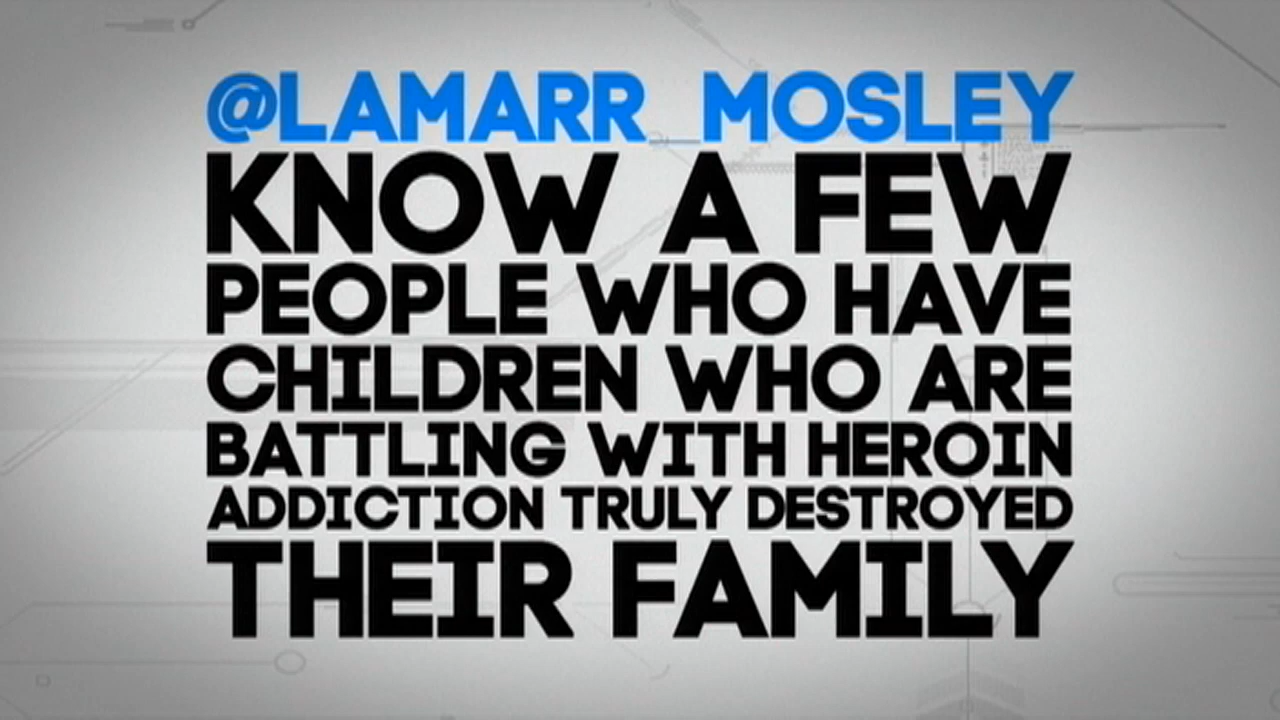 @LAMARR_MOSLEY
KNOW A FEW
PEOPLE WHO HAVE
CHILDREN WHO ARE
BATTLING WITH HEROIN
ADDICTION TRULY DESTROYED
THEIR FAMILY